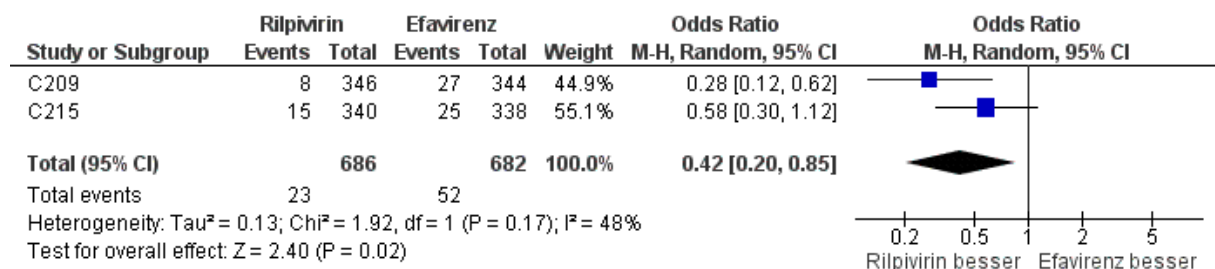 Rilpivirin Efavirenz Odds Ratio Odds Ratio
Study or Subgroup Events Total Events Total Weight M-H, Random, 95% CI M-H, Random, 95% CI
C209 8 346 27 344 44.9% 0.28 [0.12, 0.62]
C215 15 340 25 338 55.1% 0.58 [0.30, 1.12]
Total (95% CI) 686 682 100.0% 0.42 [0.20, 0.85]
Total events 23 52
Heterogeneity: Tau² = 0.13; Chi² = 1.92, df = 1 (P = 0.17); I² = 48%
Test for overall effect: Z = 2.40 (P = 0.02)
0.2 0.5 1 2 5
Rilpivirin besser Efavirenz besser